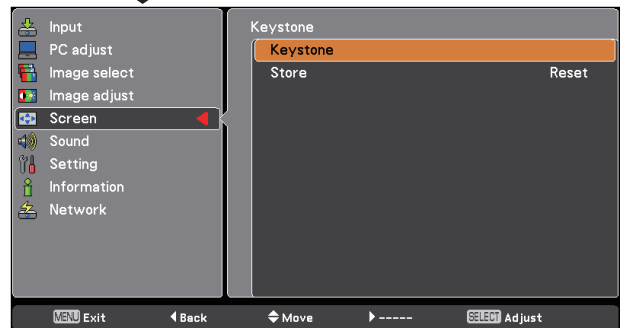 Input
PC adjust
Image select
Image adjust
Screen
Sound
Setting
Information
Network
Keystone
Keystone
Store Reset
MENU Exit Back Move ----- SELECT Adjust